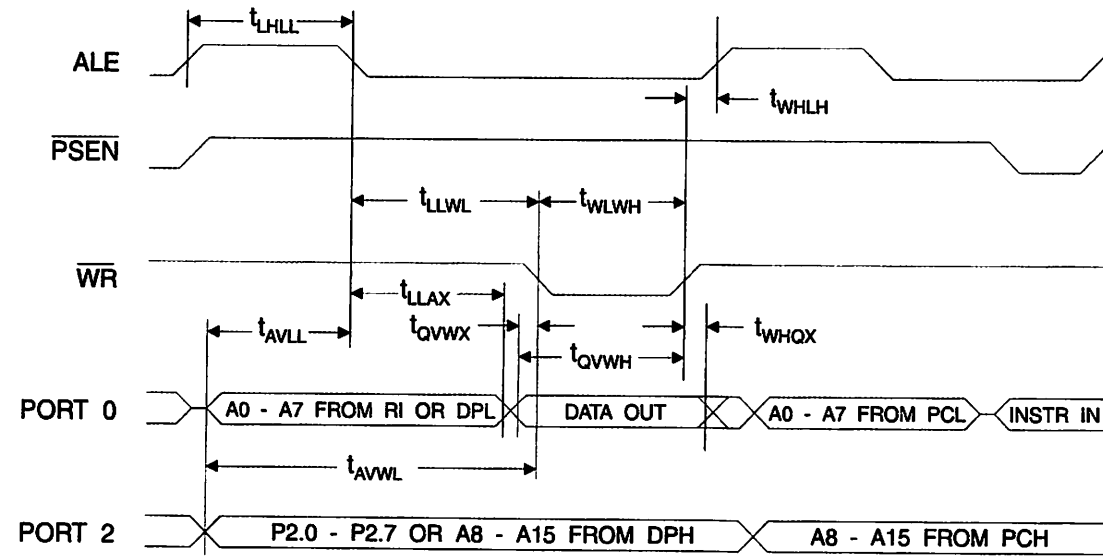 tLHLL
ALE
tWHLH
PSEN
tLLWL
tWLWH
WR
tLLAX
tAVLL
tQVWX
tWHQX
tQVWH
PORT 0
A0 - A7 FROM RI OR DPL
DATA OUT
A0 - A7 FROM PCL
INSTR IN
tAVWL
PORT 2
P2.0 - P2.7 OR A8 - A15 FROM DPH
A8 - A15 FROM PCH